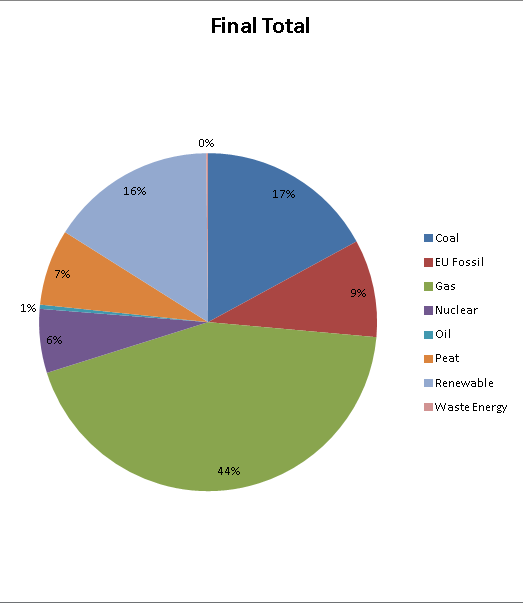 Final Total
0%
16%
17%
7%
9%
1%
6%
44%
Coal
EU Fossil
Gas
Nuclear
Oil
Peat
Renewable
Waste Energy